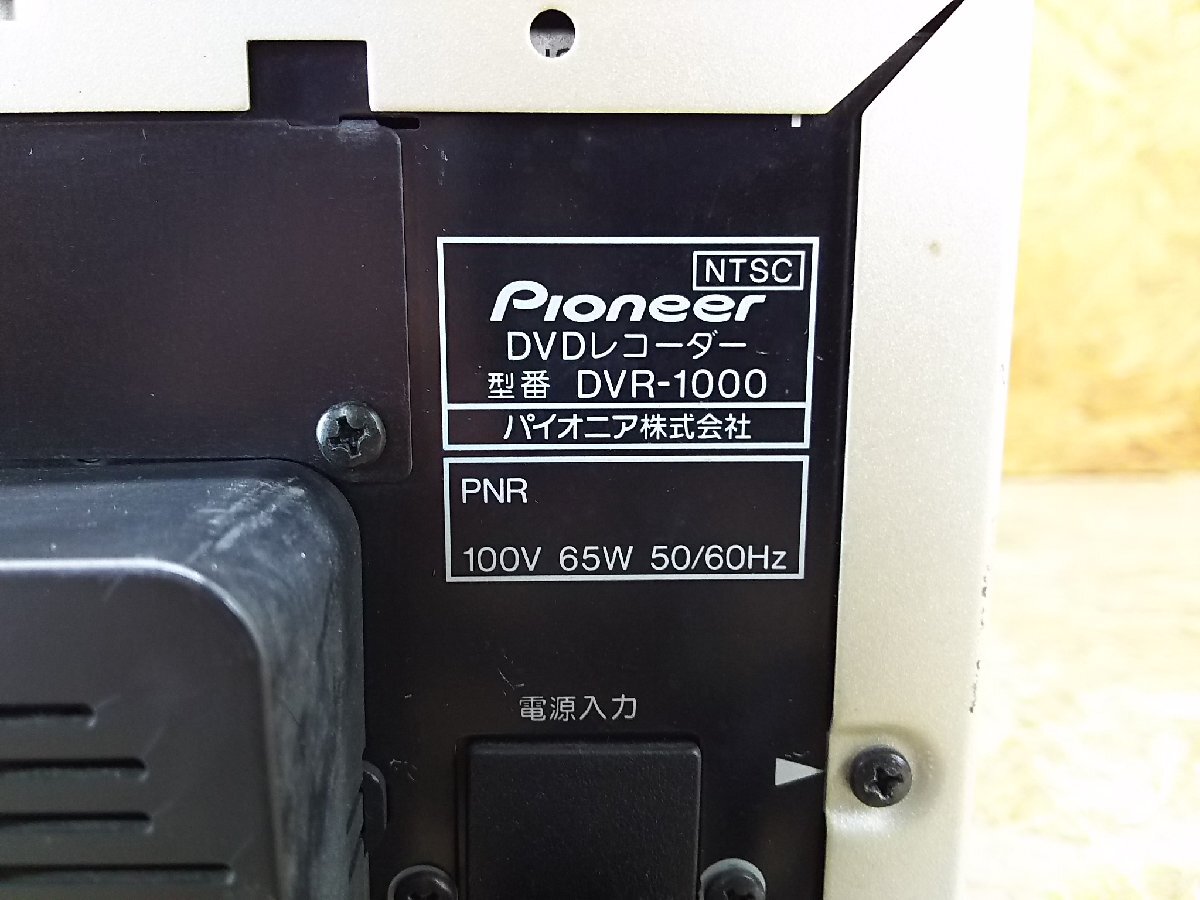 NTSC
Pioneer
DVDレコーダー
型番 DVR-1000
パイオニア株式会社
PNR
100V 65W 50/60Hz
電源入力